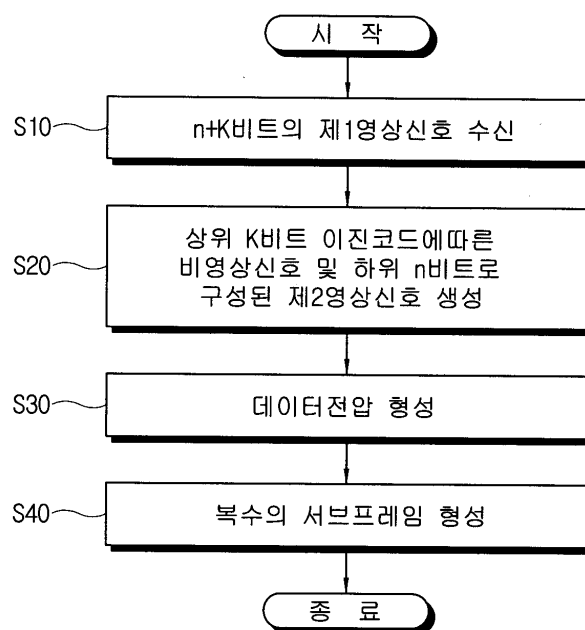 시 작
S10
n+K비트의 제1영상신호 수신
S20
상위 K비트 이진코드에따른
비영상신호 및 하위 n비트로
구성된 제2영상신호 생성
S30
데이터전압 형성
S40
복수의 서브프레임 형성
종 료